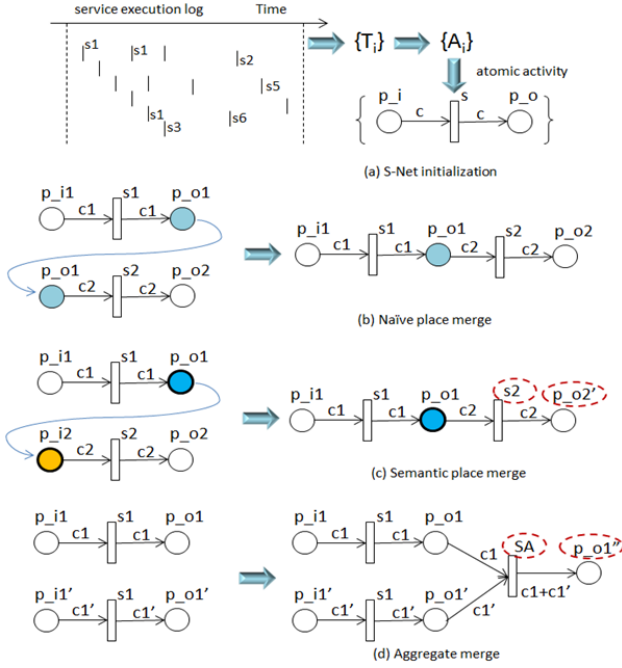 service execution log Time
s1 s1 s2 s5 s1 s3 s6
{Ti} {Ai}
atomic activity
p_i s p_o
c c
(a) S-Net initialization
p_i1 s1 p_o1
c1 c1
p_o1 s2 p_o2
c2 c2
p_i1 s1 p_o1 s2 p_o2
c1 c1 c2 c2
(b) Naïve place merge
p_i1 s1 p_o1
c1 c1
p_i2 s2 p_o2
c2 c2
p_i1 s1 p_o1 s2 p_o2'
c1 c1 c2 c2
(c) Semantic place merge
p_i1 s1 p_o1
c1 c1
p_i1' s1 p_o1'
c1' c1'
p_i1 s1 p_o1
c1 c1 c1
SA p_o1''
p_i1' s1 p_o1'
c1' c1' c1' c1+c1'
(d) Aggregate merge